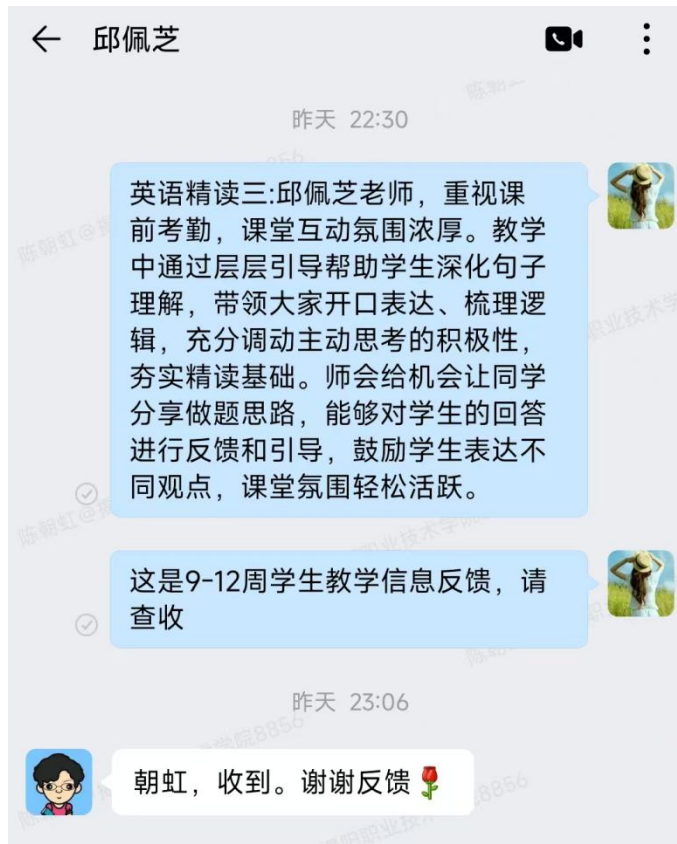 邱佩芝
昨天 22:30
英语精读三:邱佩芝老师，重视课
前考勤，课堂互动氛围浓厚。教学
中通过层层引导帮助学生深化句子
理解，带领大家开口表达、梳理逻
辑，充分调动主动思考的积极性，
夯实精读基础。师会给机会让同学
分享做题思路，能够对学生的回答
进行反馈和引导，鼓励学生表达不
同观点，课堂氛围轻松活跃。
这是9-12周学生教学信息反馈，请
查收
昨天 23:06
朝虹，收到。谢谢反馈🌹